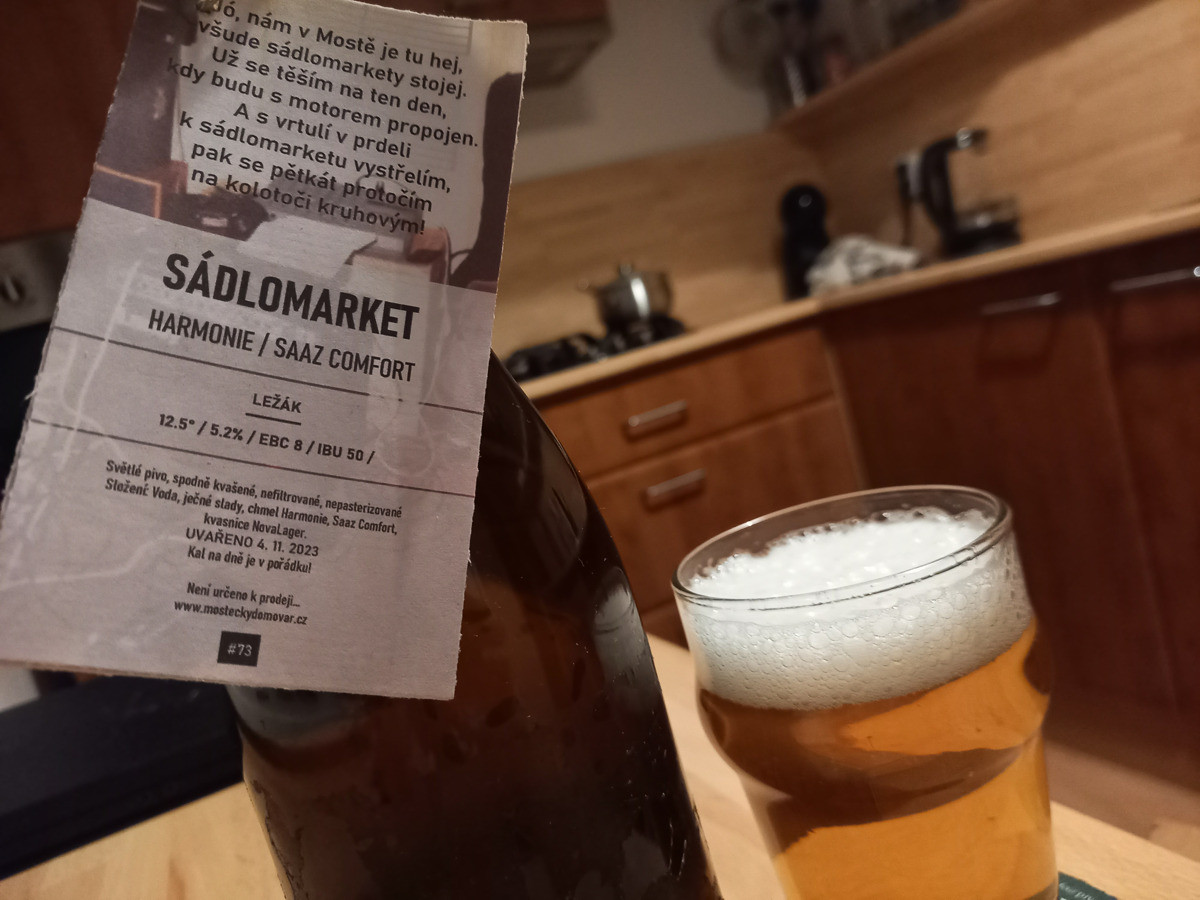 Jó, nám v Mostě je tu hej,
všude sádlomarkety stojej.
Už se těším na ten den,
kdy budu s motorem propojen.
A s vrtulí v prdeli
k sádlomarketu vystřelím,
pak se pětkát protočím
na kolotoči kruhovým!
SÁDLOMARKET
HARMONIE / SAAZ COMFORT
LEŽÁK
12.5° / 5.2% / EBC 8 / IBU 50 /
Světlé pivo, spodně kvašené, nefiltrované, nepasterizované
Složení: Voda, ječné slady, chmel Harmonie, Saaz Comfort,
kvasnice NovaLager.
UVAŘENO 4. 11. 2023
Kal na dně je v pořádku!
Není určeno k prodeji...
www.mosteckydomovar.cz
#73